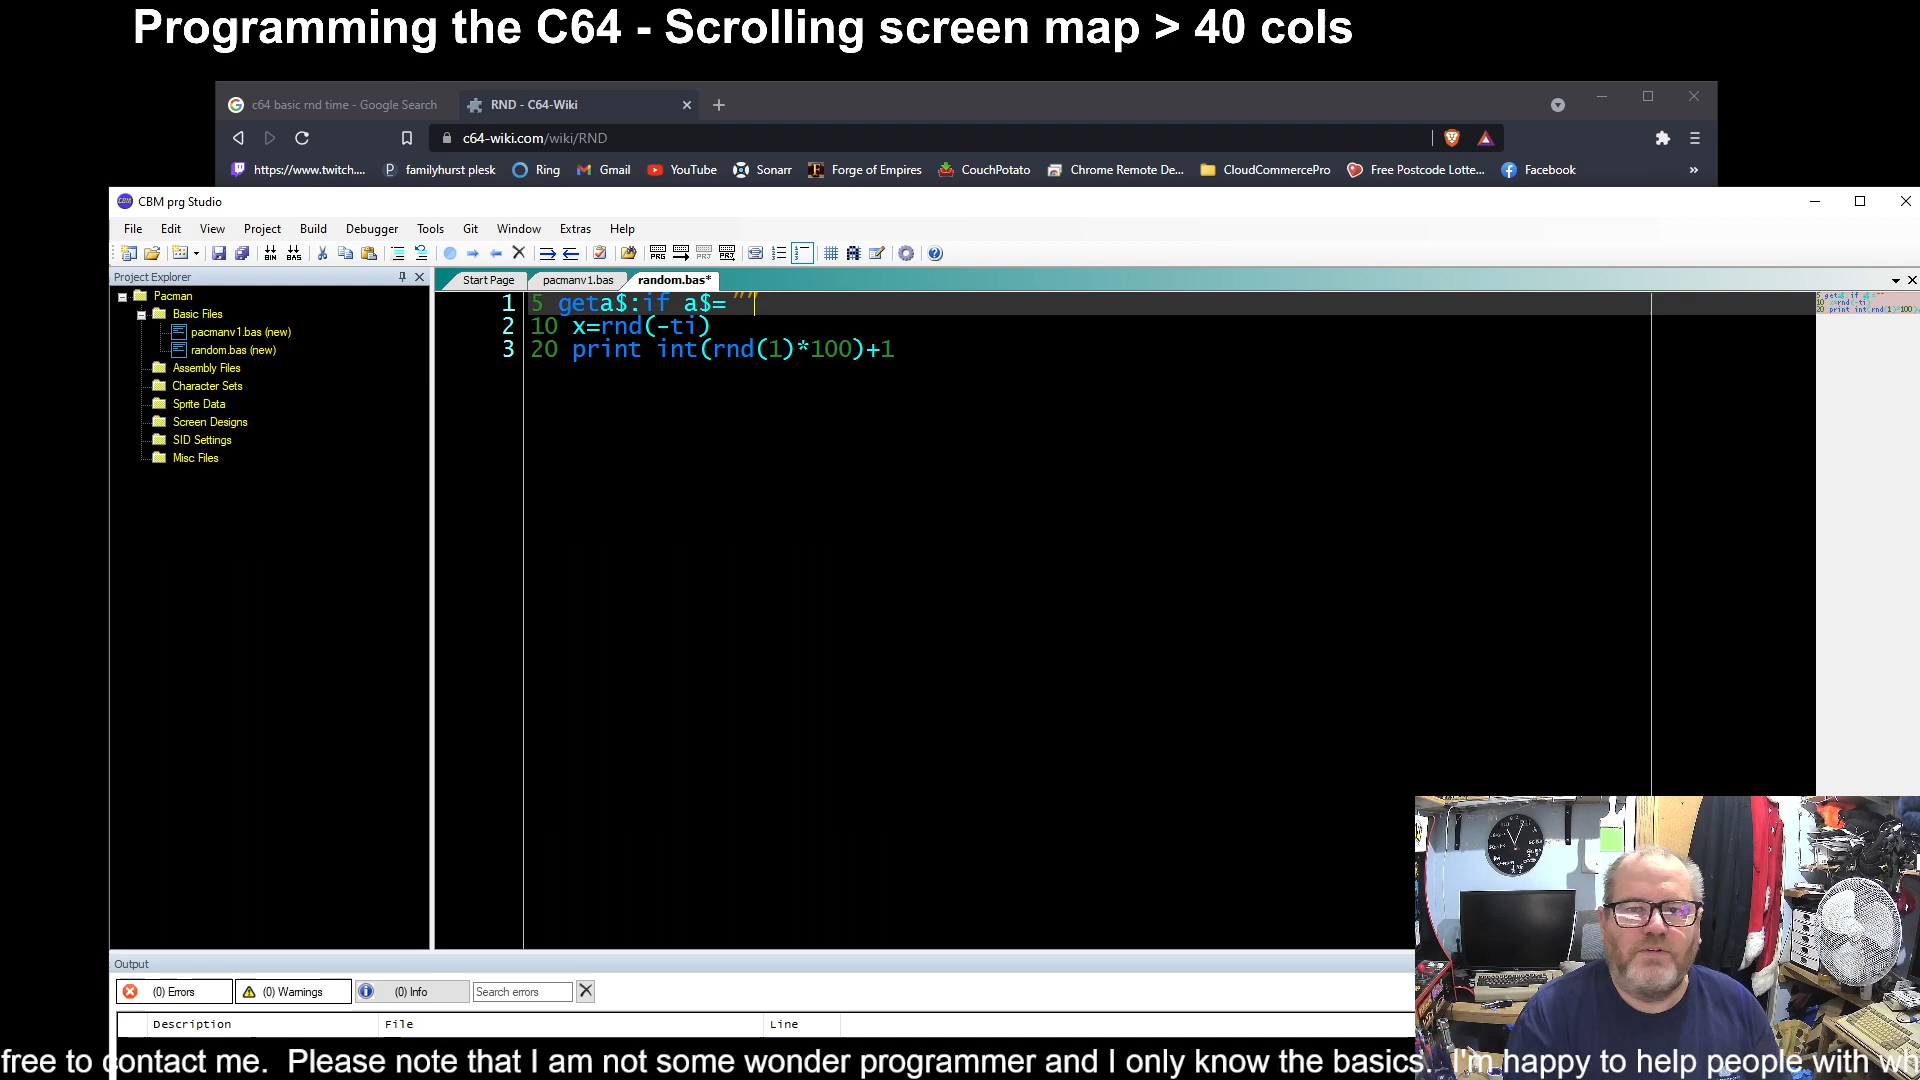 Programming the C64 - Scrolling screen map > 40 cols
c64 basic rnd time - Google Search
RND - C64-Wiki
c64-wiki.com/wiki/RND
https://www.twitch.... familyhurst plesk Ring Gmail YouTube Sonarr Forge of Empires CouchPotato Chrome Remote De... CloudCommercePro Free Postcode Lotte... Facebook »
CBM prg Studio
File Edit View Project Build Debugger Tools Git Window Extras Help
Project Explorer
Start Page pacmanv1.bas random.bas*
Pacman
Basic Files
pacmanv1.bas (new)
random.bas (new)
Assembly Files
Character Sets
Sprite Data
Screen Designs
SID Settings
Misc Files
1 5 geta$:if a$=""
2 10 x=rnd(-ti)
3 20 print int(rnd(1)*100)+1
Output
(0) Errors (0) Warnings (0) Info Search errors
Description File Line
free to contact me. Please note that I am not some wonder programmer and I only know the basics. I'm happy to help people with wh